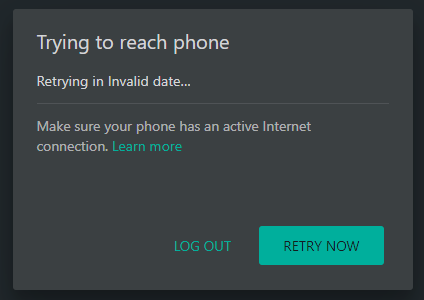 Trying to reach phone
Retrying in Invalid date...
Make sure your phone has an active Internet
connection. Learn more
LOG OUT
RETRY NOW